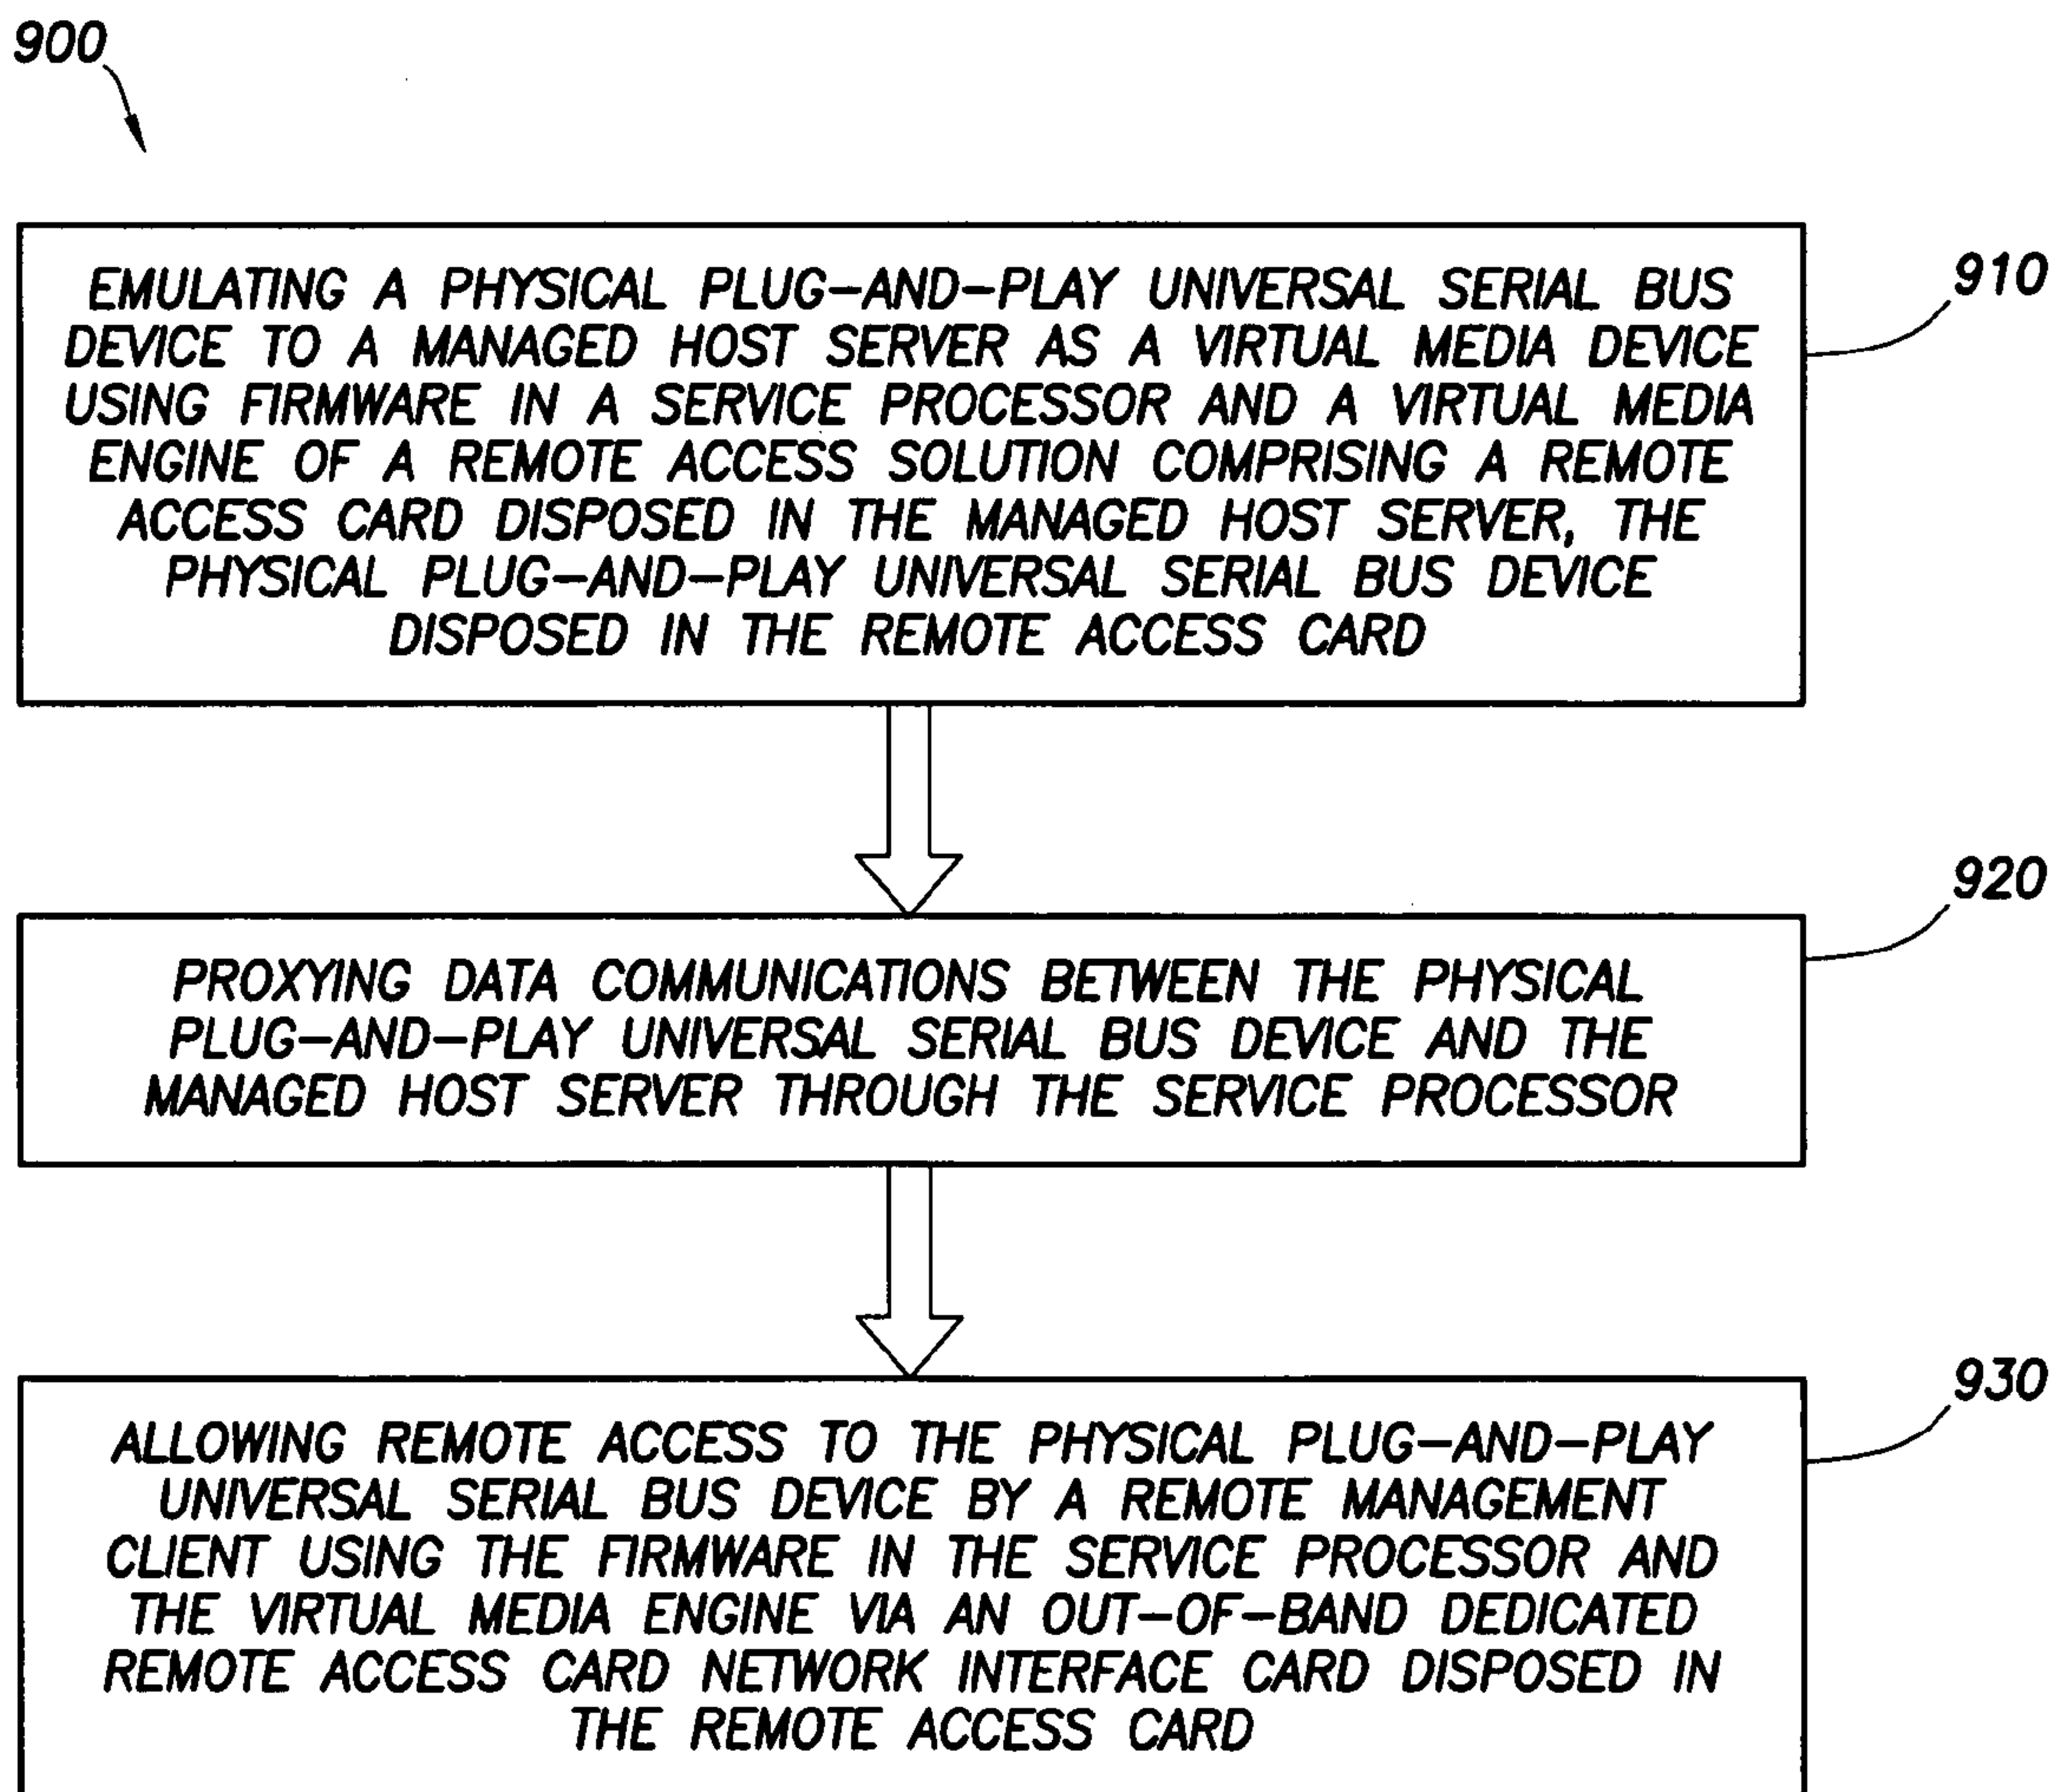 900
910
EMULATING A PHYSICAL PLUG-AND-PLAY UNIVERSAL SERIAL BUS
DEVICE TO A MANAGED HOST SERVER AS A VIRTUAL MEDIA DEVICE
USING FIRMWARE IN A SERVICE PROCESSOR AND A VIRTUAL MEDIA
ENGINE OF A REMOTE ACCESS SOLUTION COMPRISING A REMOTE
ACCESS CARD DISPOSED IN THE MANAGED HOST SERVER, THE
PHYSICAL PLUG-AND-PLAY UNIVERSAL SERIAL BUS DEVICE
DISPOSED IN THE REMOTE ACCESS CARD
920
PROXYING DATA COMMUNICATIONS BETWEEN THE PHYSICAL
PLUG-AND-PLAY UNIVERSAL SERIAL BUS DEVICE AND THE
MANAGED HOST SERVER THROUGH THE SERVICE PROCESSOR
930
ALLOWING REMOTE ACCESS TO THE PHYSICAL PLUG-AND-PLAY
UNIVERSAL SERIAL BUS DEVICE BY A REMOTE MANAGEMENT
CLIENT USING THE FIRMWARE IN THE SERVICE PROCESSOR AND
THE VIRTUAL MEDIA ENGINE VIA AN OUT-OF-BAND DEDICATED
REMOTE ACCESS CARD NETWORK INTERFACE CARD DISPOSED IN
THE REMOTE ACCESS CARD